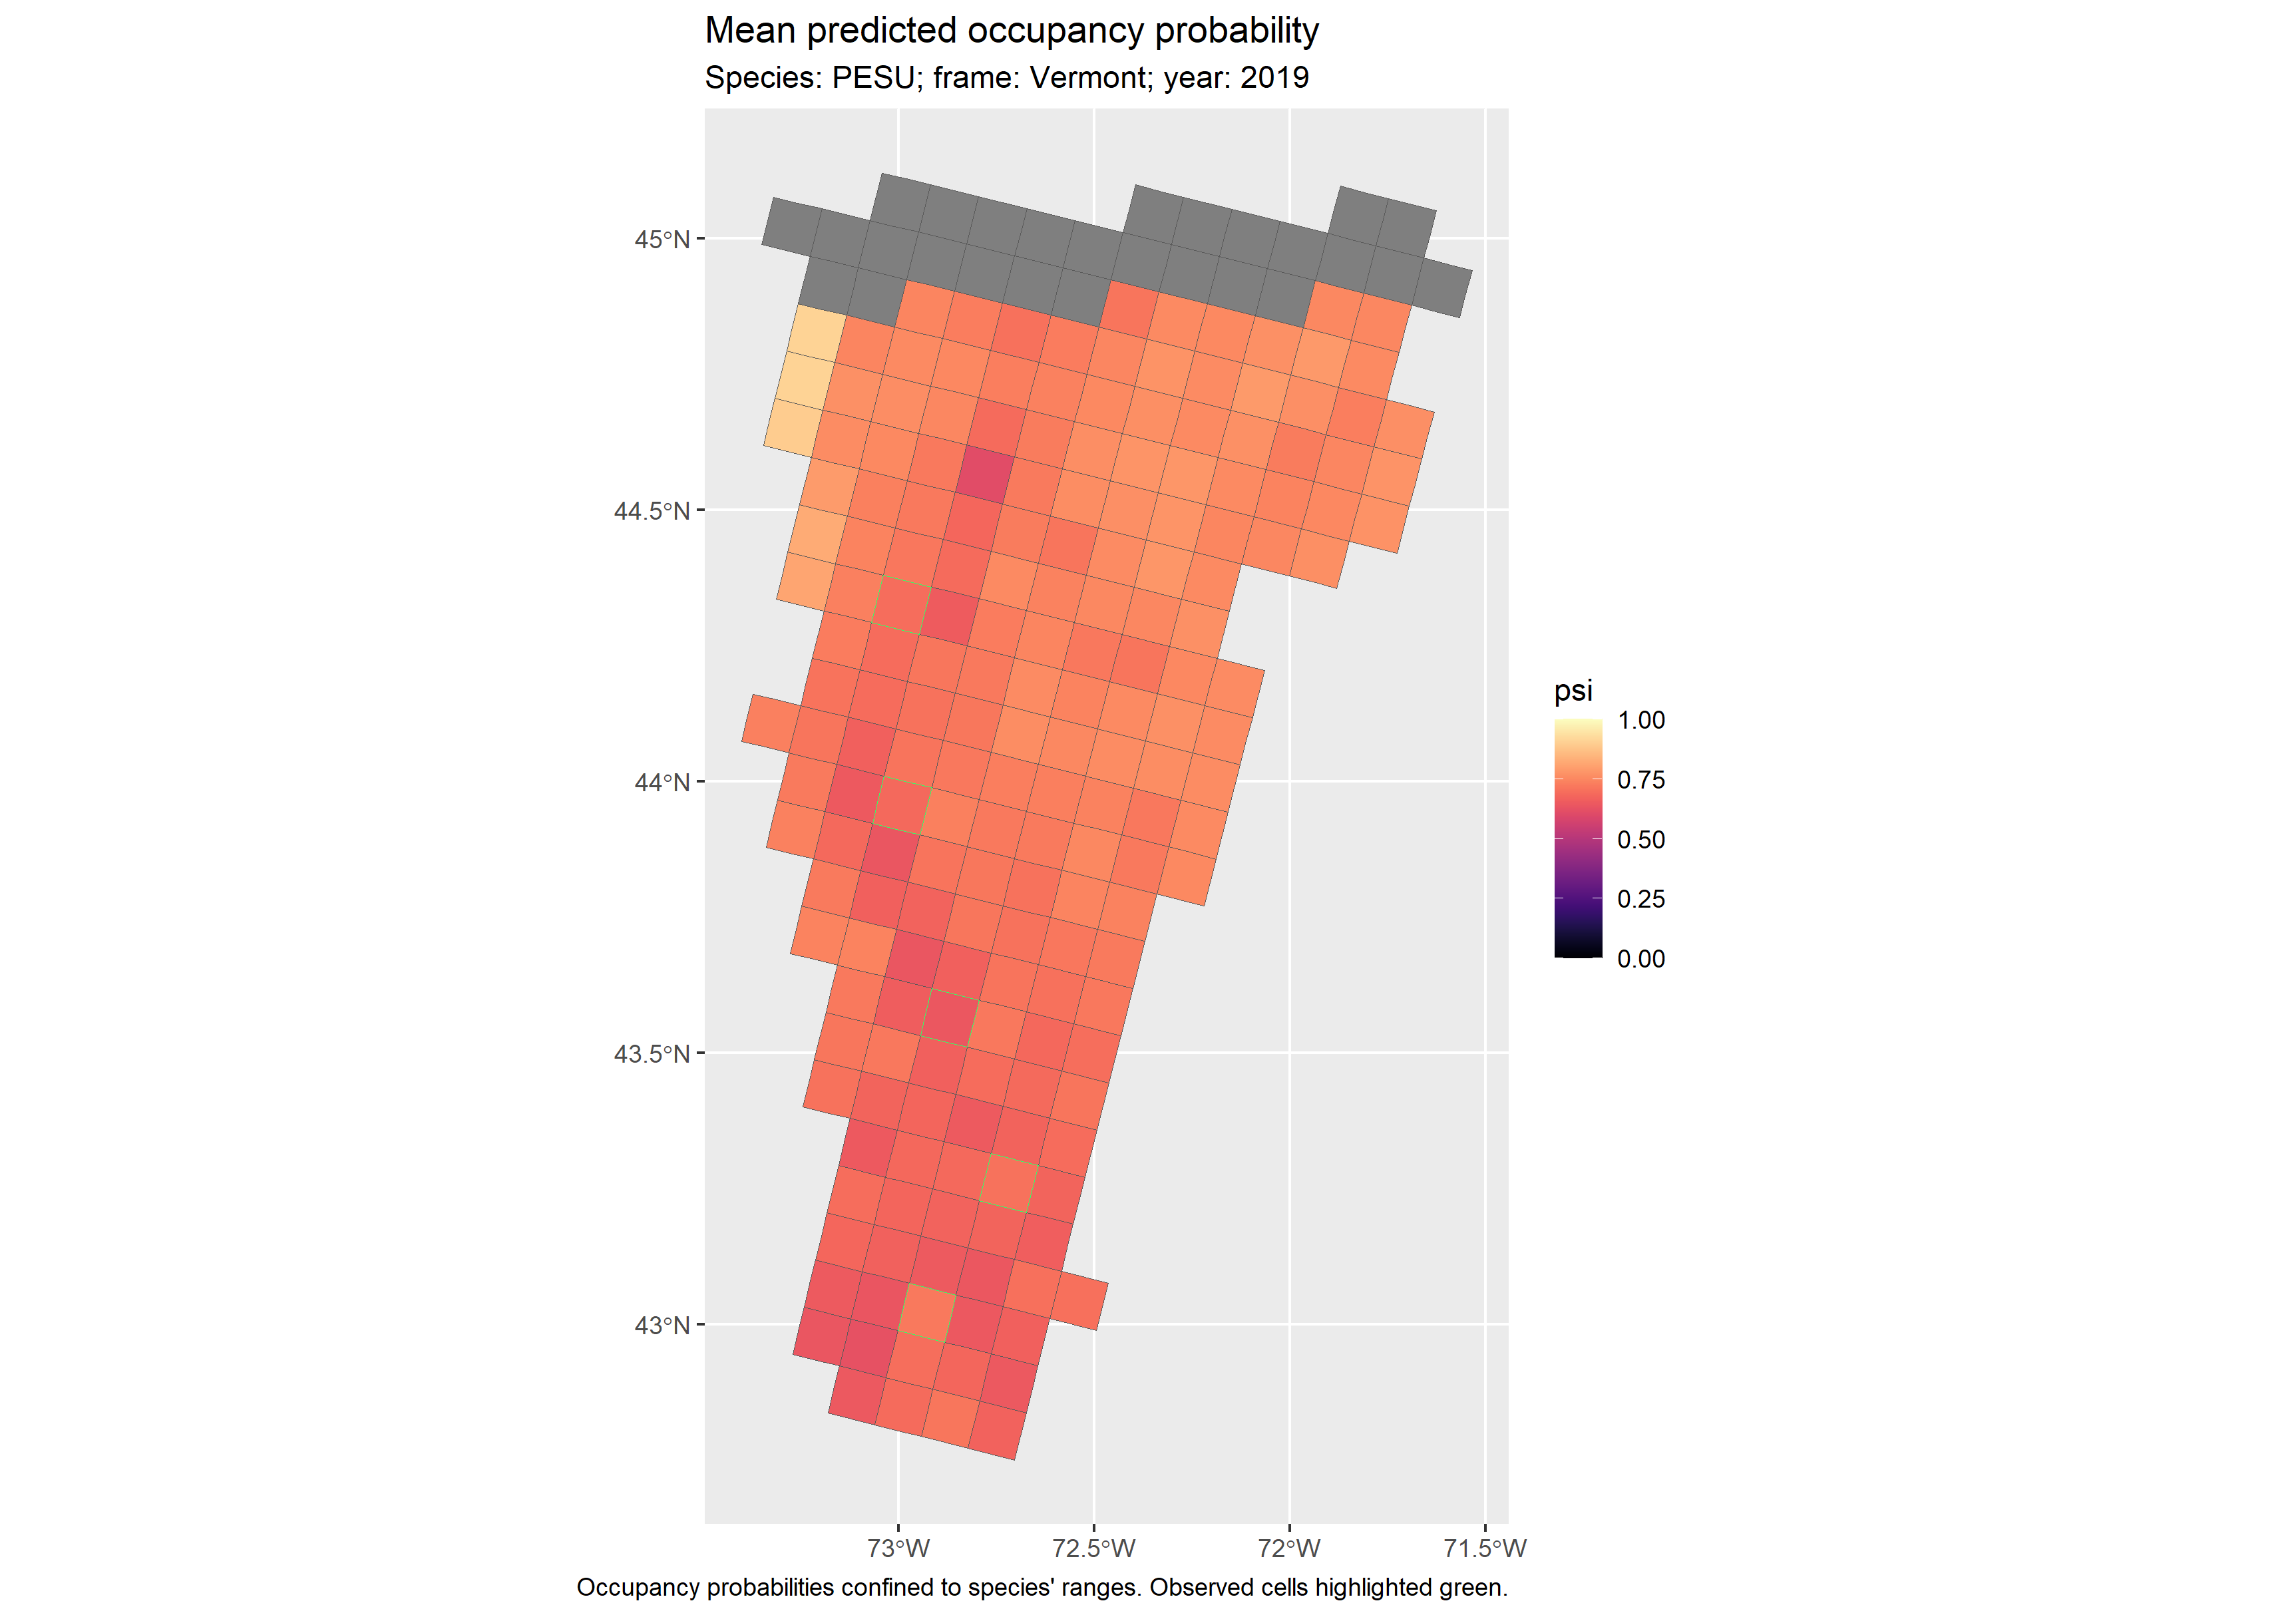 Mean predicted occupancy probability
Species: PESU; frame: Vermont; year: 2019
45°N
44.5°N
44°N
43.5°N
43°N
73°W
72.5°W
72°W
71.5°W
psi
1.00
0.75
0.50
0.25
0.00
Occupancy probabilities confined to species' ranges. Observed cells highlighted green.